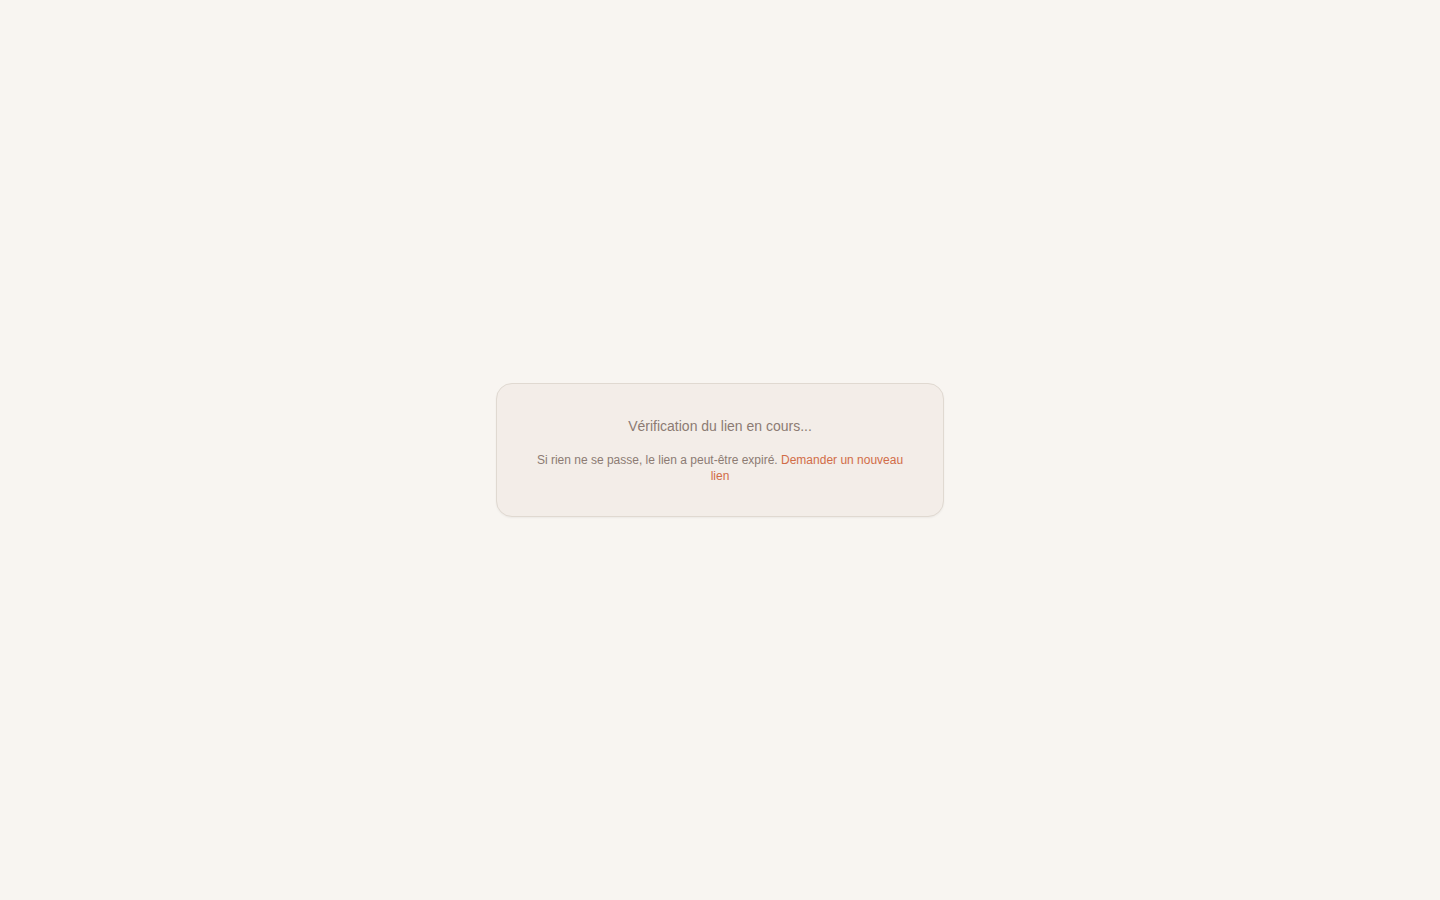 Vérification du lien en cours...
Si rien ne se passe, le lien a peut-être expiré. Demander un nouveau
lien